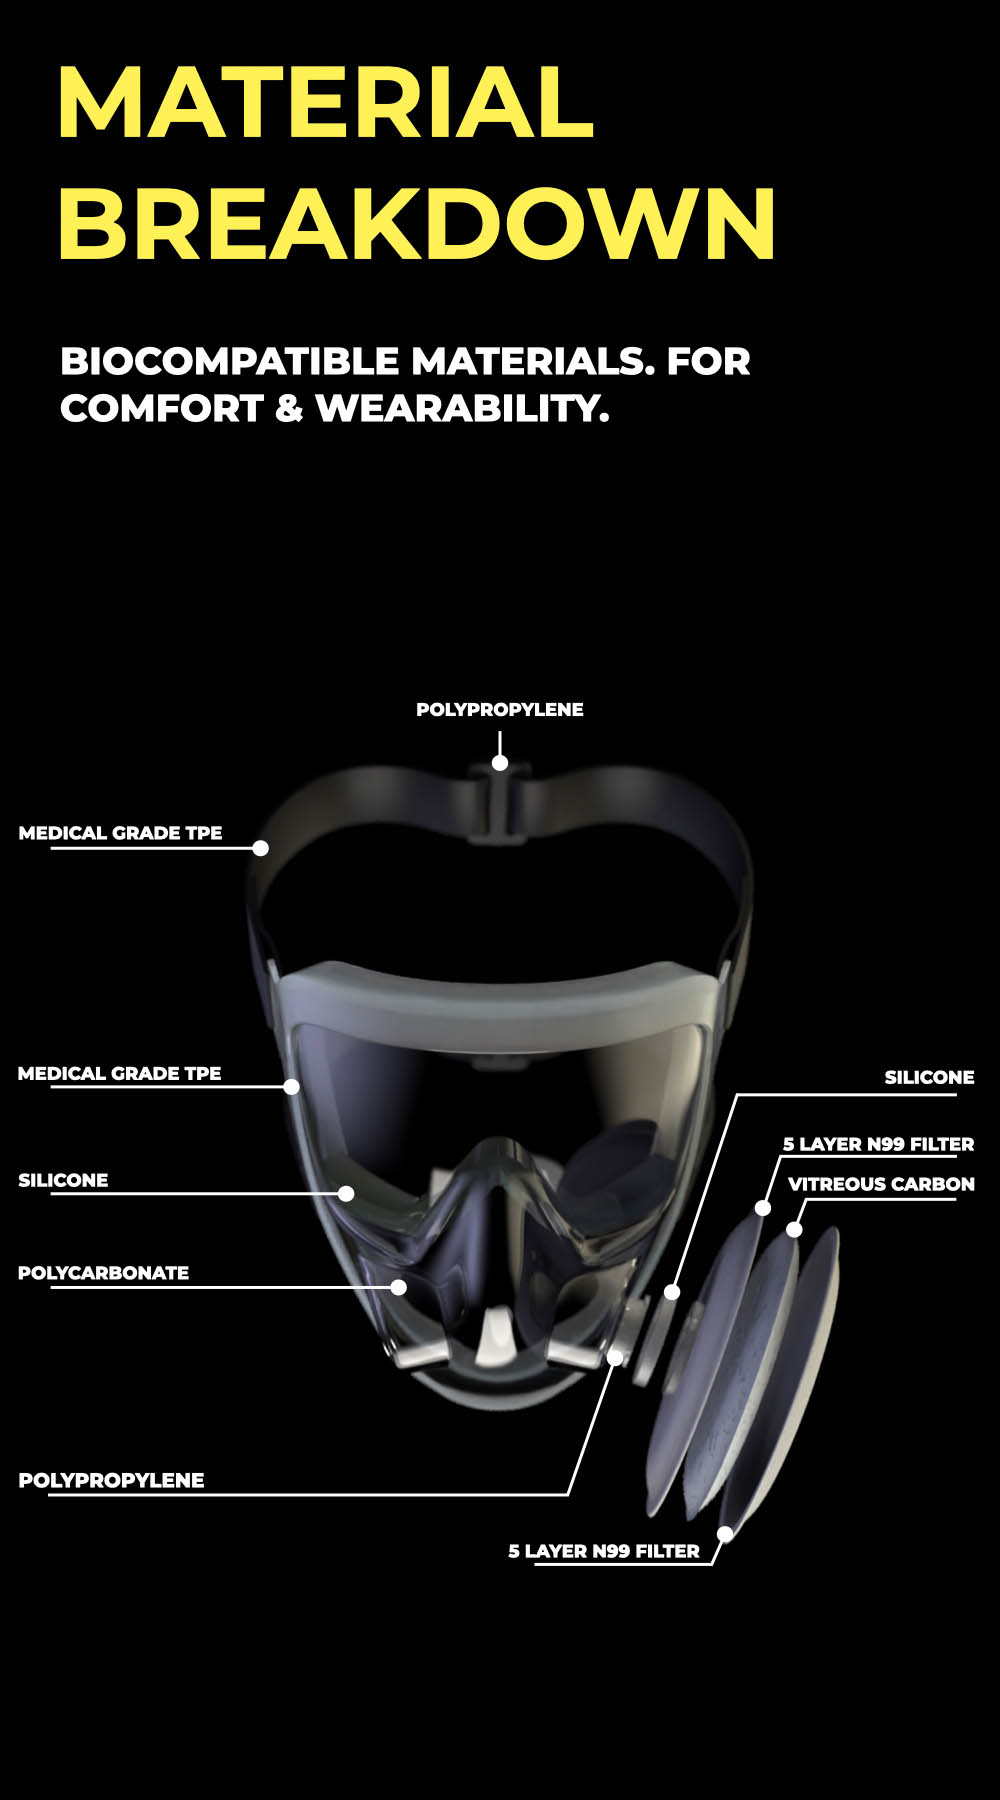 MATERIAL
BREAKDOWN
BIOCOMPATIBLE MATERIALS. FOR
COMFORT & WEARABILITY.
POLYPROPYLENE
MEDICAL GRADE TPE
MEDICAL GRADE TPE
SILICONE
SILICONE
POLYCARBONATE
5 LAYER N99 FILTER
VITREOUS CARBON
POLYPROPYLENE
5 LAYER N99 FILTER